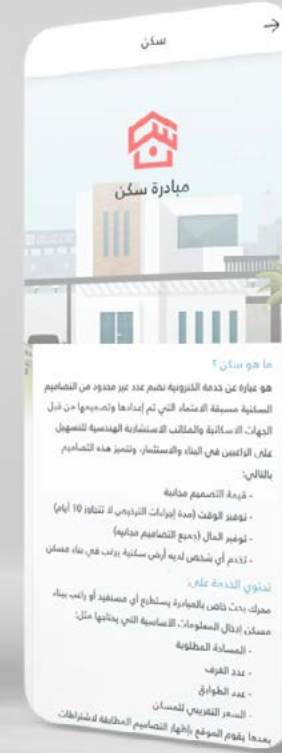 سكن
مبادرة سكن
ما هو سكن؟
هو عبارة عن خدمة الكترونية تضم عدد غير محدود من التصاميم
السكنية مسبقة الاعتماد التي تم إعدادها وتصميمها من قبل
الجهات الاسكانية والمكاتب الاستشارية الهندسية للتسهيل
على الراغبين في البناء والاستثمار، وتتميز هذه التصاميم
بالتالي:
- قيمة التصميم مجانية
- توفير الوقت (مدة إجراءات الترخيص لا تتجاوز 10 أيام)
- توفير المال (جميع التصاميم مجانيه)
- تخدم أي شخص لديه أرض سكنية يرغب في بناء مسكن
تحتوي الخدمة على:
محرك بحث خاص بالمبادرة يستطيع أي مستفيد أو راغب ببناء
مسكن إدخال المعلومات الاساسية التي يحتاجها مثل:
- المساحة المطلوبة
- عدد الغرف
- عدد الطوابق
- السعر التقريبي للمسكن
بعدها يقوم الموقع بإظهار التصاميم المطابقة لاشتراطات